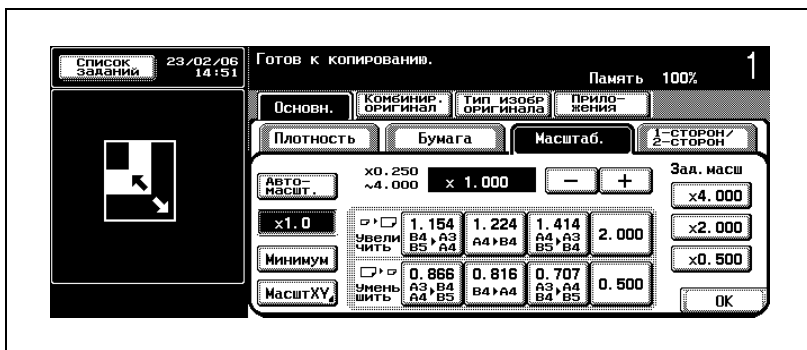 Список
заданий
23/02/06
14:51
Готов к копированию.
Память 100%
1
Основн.
Комбинир.
оригинал
Тип изобр
оригинала
Прило-
жения
Плотность
Бумага
Масштаб.
1-сторон/
2-сторон
Авто-
масшт.
x0.250
~4.000
x 1.000
− +
Зад. масш
x4.000
x1.0
Увели
чить
1.154
B4▸A3
B5▸A4
1.224
A4▸B4
1.414
A4▸A3
B5▸B4
2.000
x2.000
Минимум
x0.500
МасштXY
Умень
шить
0.866
A3▸B4
A4▸B5
0.816
B4▸A4
0.707
A3▸A4
B4▸B5
0.500
OK